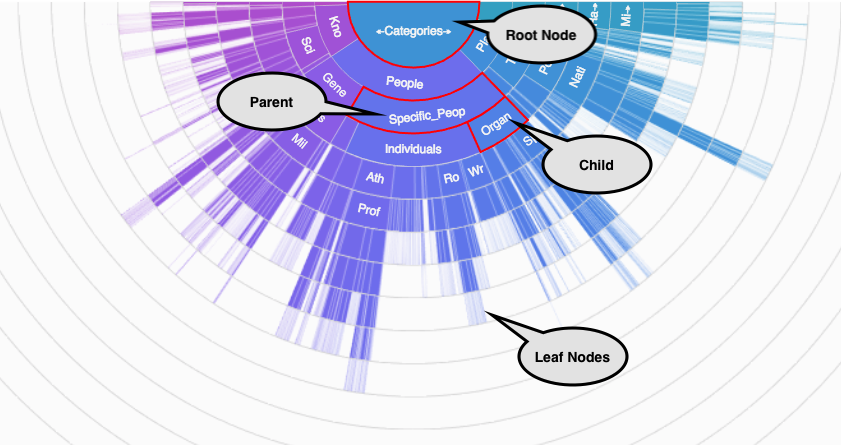 Kno
◂-Categories-▸
Root Node
Mi→
Sci
People
Nati
Gene
Parent
Specific_Peop
Organ
Mil
Individuals
Child
Ath
Ro
Wr
Prof
Leaf Nodes